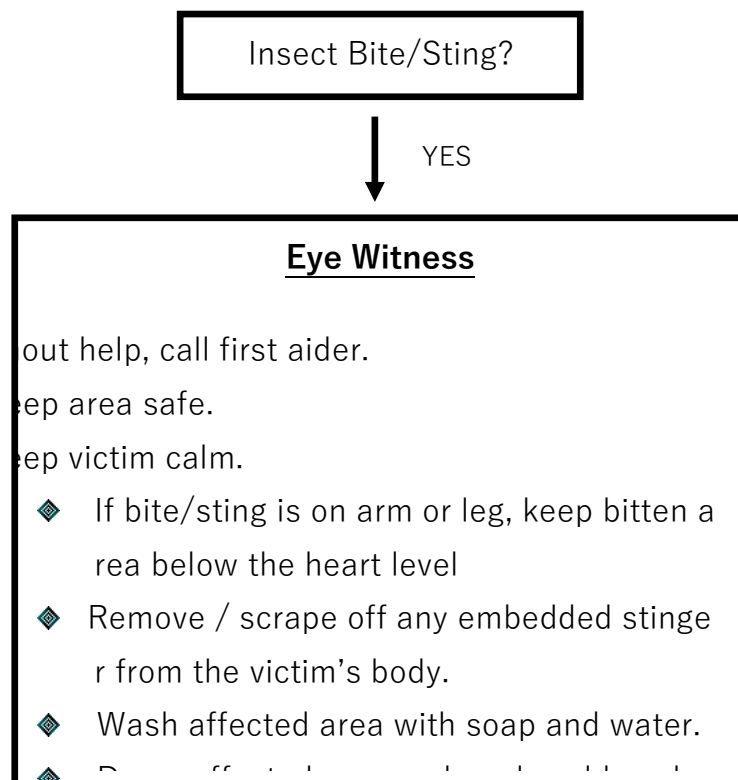 Insect Bite/Sting?
YES
Eye Witness
out help, call first aider.
eep area safe.
eep victim calm.
If bite/sting is on arm or leg, keep bitten a
rea below the heart level
Remove / scrape off any embedded stinge
r from the victim's body.
Wash affected area with soap and water.